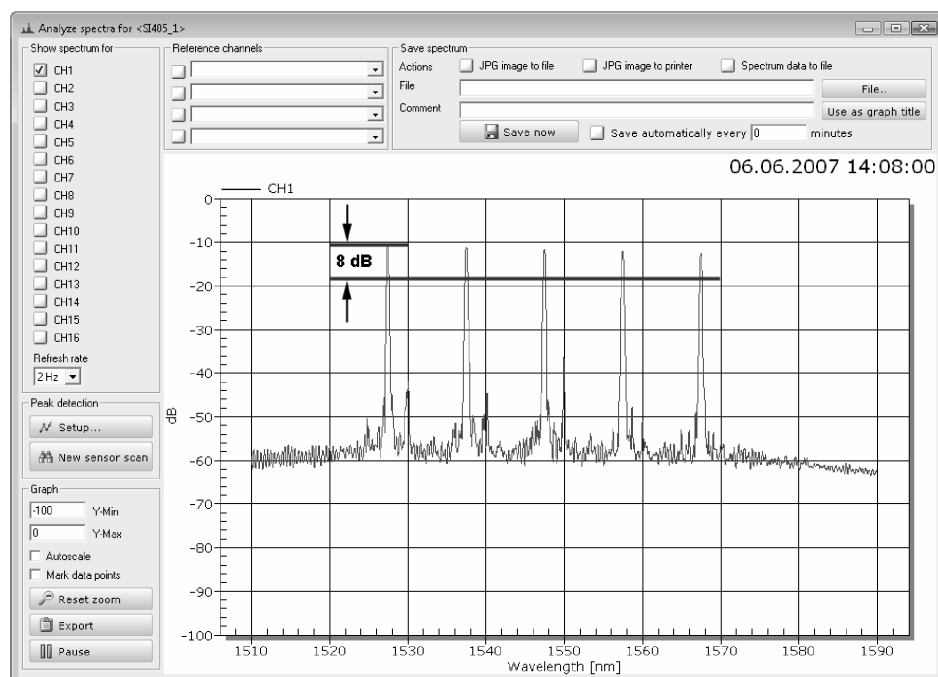 Analyze spectra for <SI405_1>
Show spectrum for
CH1
CH2
CH3
CH4
CH5
CH6
CH7
CH8
CH9
CH10
CH11
CH12
CH13
CH14
CH15
CH16
Refresh rate
2 Hz
Peak detection
Setup...
New sensor scan
Graph
-100 Y-Min
0 Y-Max
Autoscale
Mark data points
Reset zoom
Export
Pause
Reference channels
Save spectrum
Actions JPG image to file JPG image to printer Spectrum data to file
File File..
Comment Use as graph title
Save now Save automatically every 0 minutes
06.06.2007 14:08:00
CH1
0
-10
8 dB
-20
-30
-40
-50
-60
-70
-80
-90
-100
dB
1510 1520 1530 1540 1550 1560 1570 1580 1590
Wavelength [nm]